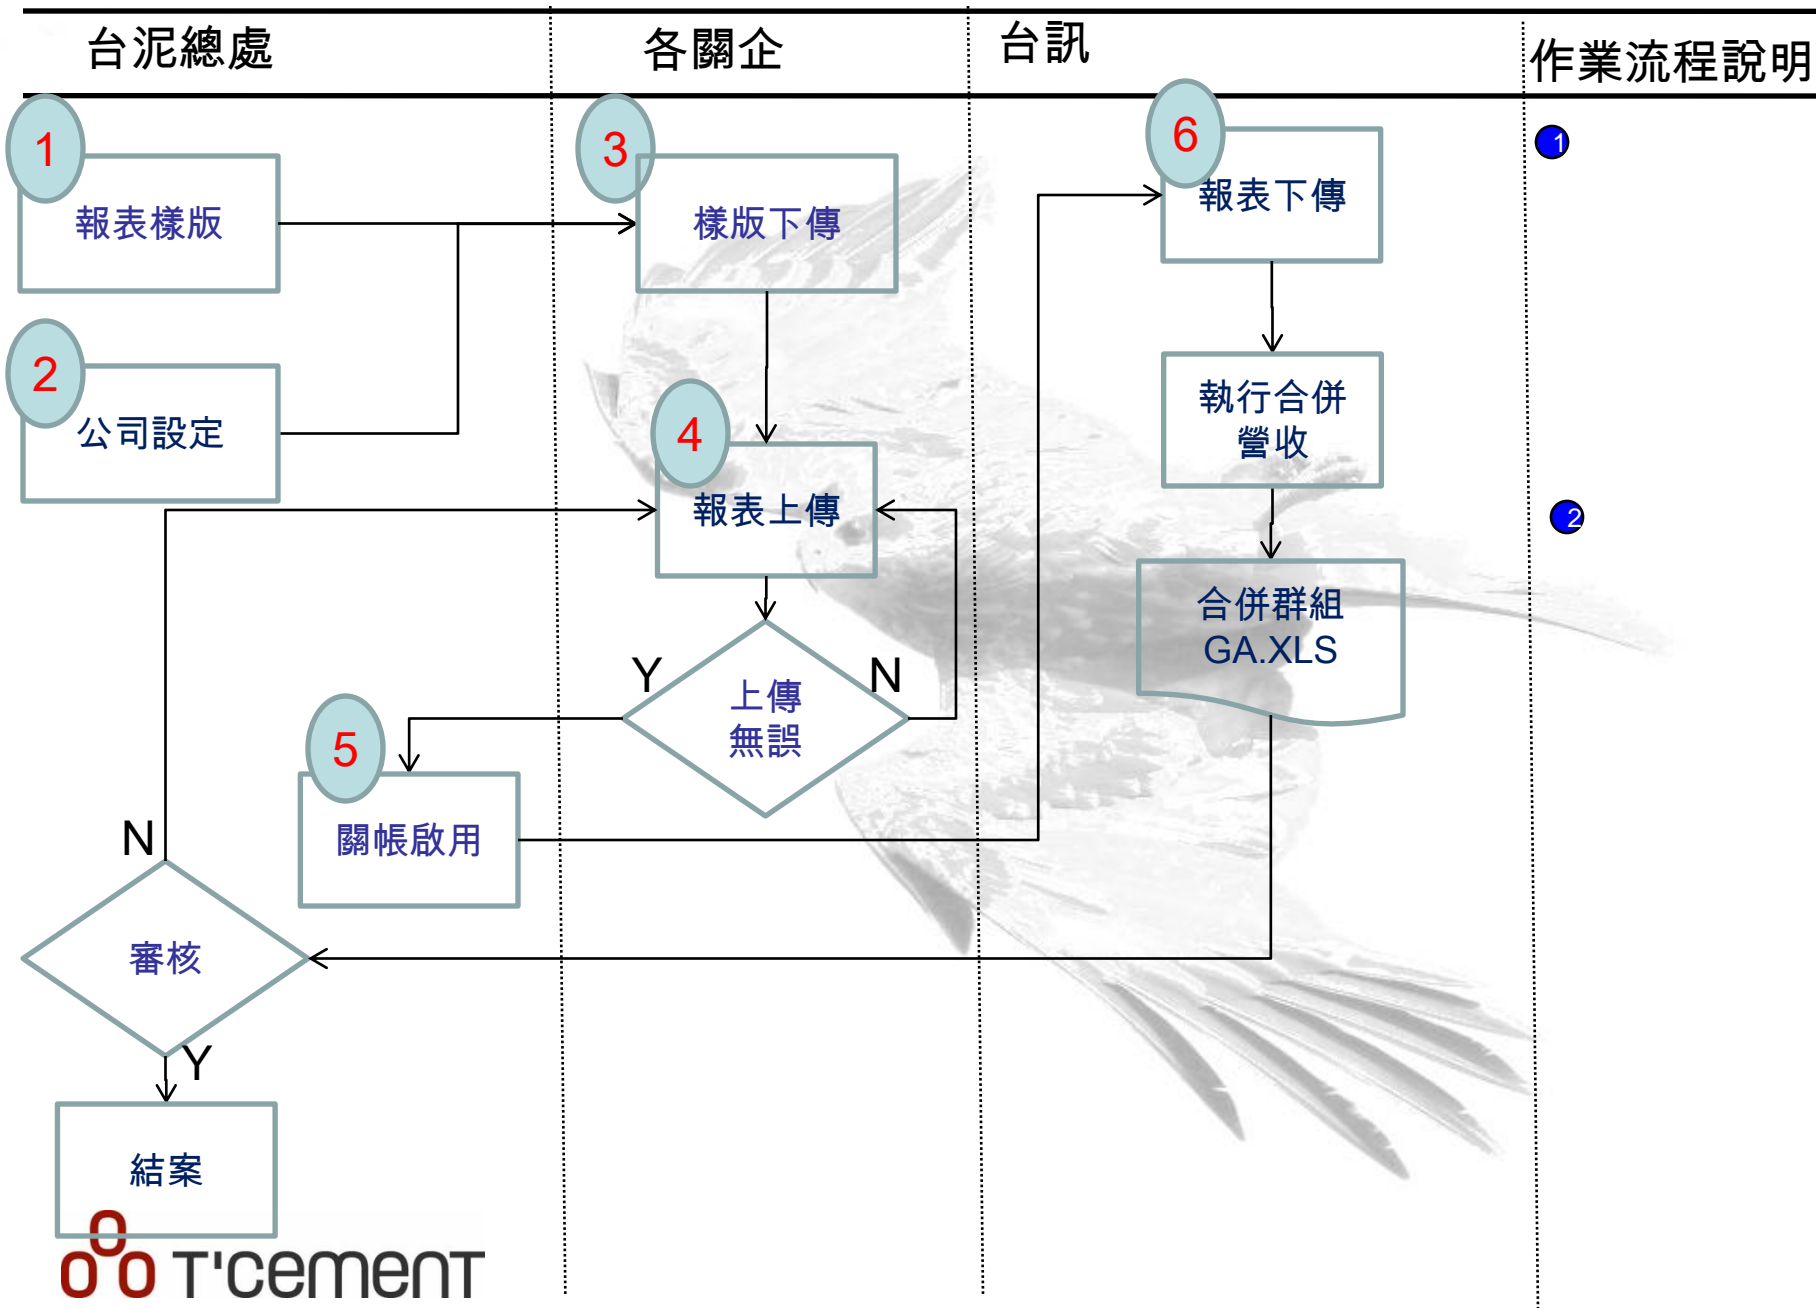 台泥總處
各關企
台訊
作業流程說明
1
報表樣版
2
公司設定
3
樣版下傳
4
報表上傳
上傳
無誤
Y
N
5
關帳啟用
6
報表下傳
執行合併
營收
合併群組
GA.XLS
N
審核
Y
結案
1
2
T'CEMENT